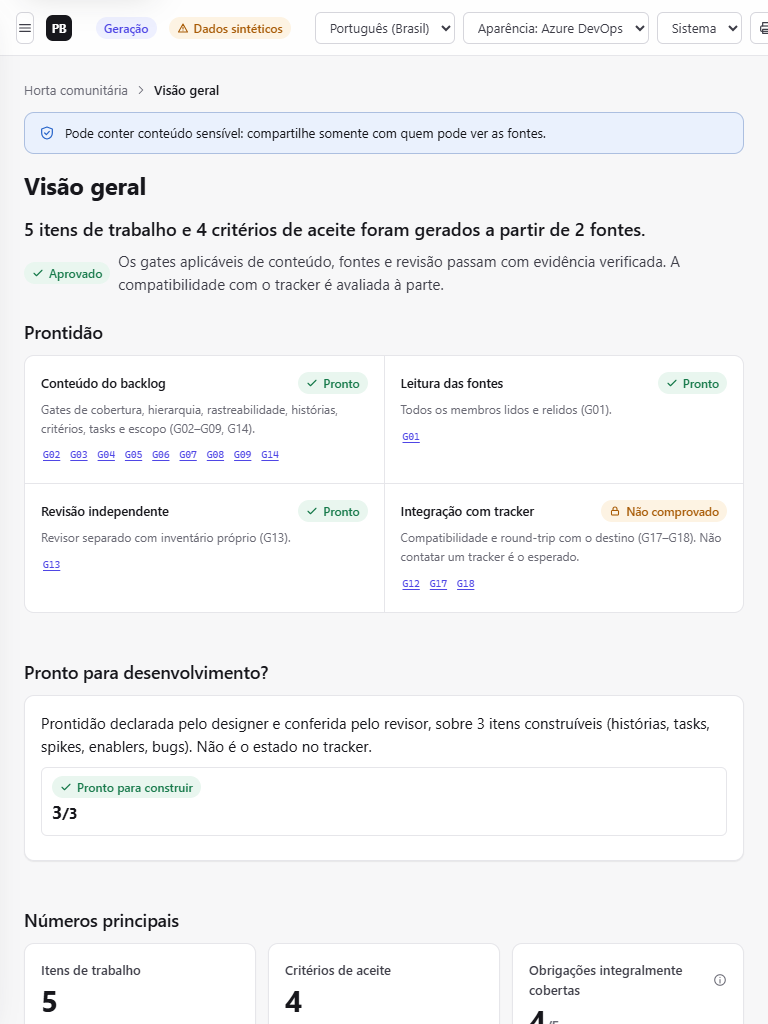 PB
Geração
Dados sintéticos
Português (Brasil)
Aparência: Azure DevOps
Sistema
Horta comunitária
Visão geral
Pode conter conteúdo sensível: compartilhe somente com quem pode ver as fontes.
Visão geral
5 itens de trabalho e 4 critérios de aceite foram gerados a partir de 2 fontes.
Aprovado
Os gates aplicáveis de conteúdo, fontes e revisão passam com evidência verificada. A
compatibilidade com o tracker é avaliada à parte.
Prontidão
Conteúdo do backlog
Pronto
Gates de cobertura, hierarquia, rastreabilidade, histórias,
critérios, tasks e escopo (G02–G09, G14).
G02 G03 G04 G05 G06 G07 G08 G09 G14
Leitura das fontes
Pronto
Todos os membros lidos e relidos (G01).
G01
Revisão independente
Pronto
Revisor separado com inventário próprio (G13).
G13
Integração com tracker
Não comprovado
Compatibilidade e round-trip com o destino (G17–G18). Não
contatar um tracker é o esperado.
G12 G17 G18
Pronto para desenvolvimento?
Prontidão declarada pelo designer e conferida pelo revisor, sobre 3 itens construíveis (histórias, tasks,
spikes, enablers, bugs). Não é o estado no tracker.
Pronto para construir
3/3
Números principais
Itens de trabalho
5
Critérios de aceite
4
Obrigações integralmente
cobertas
4/5